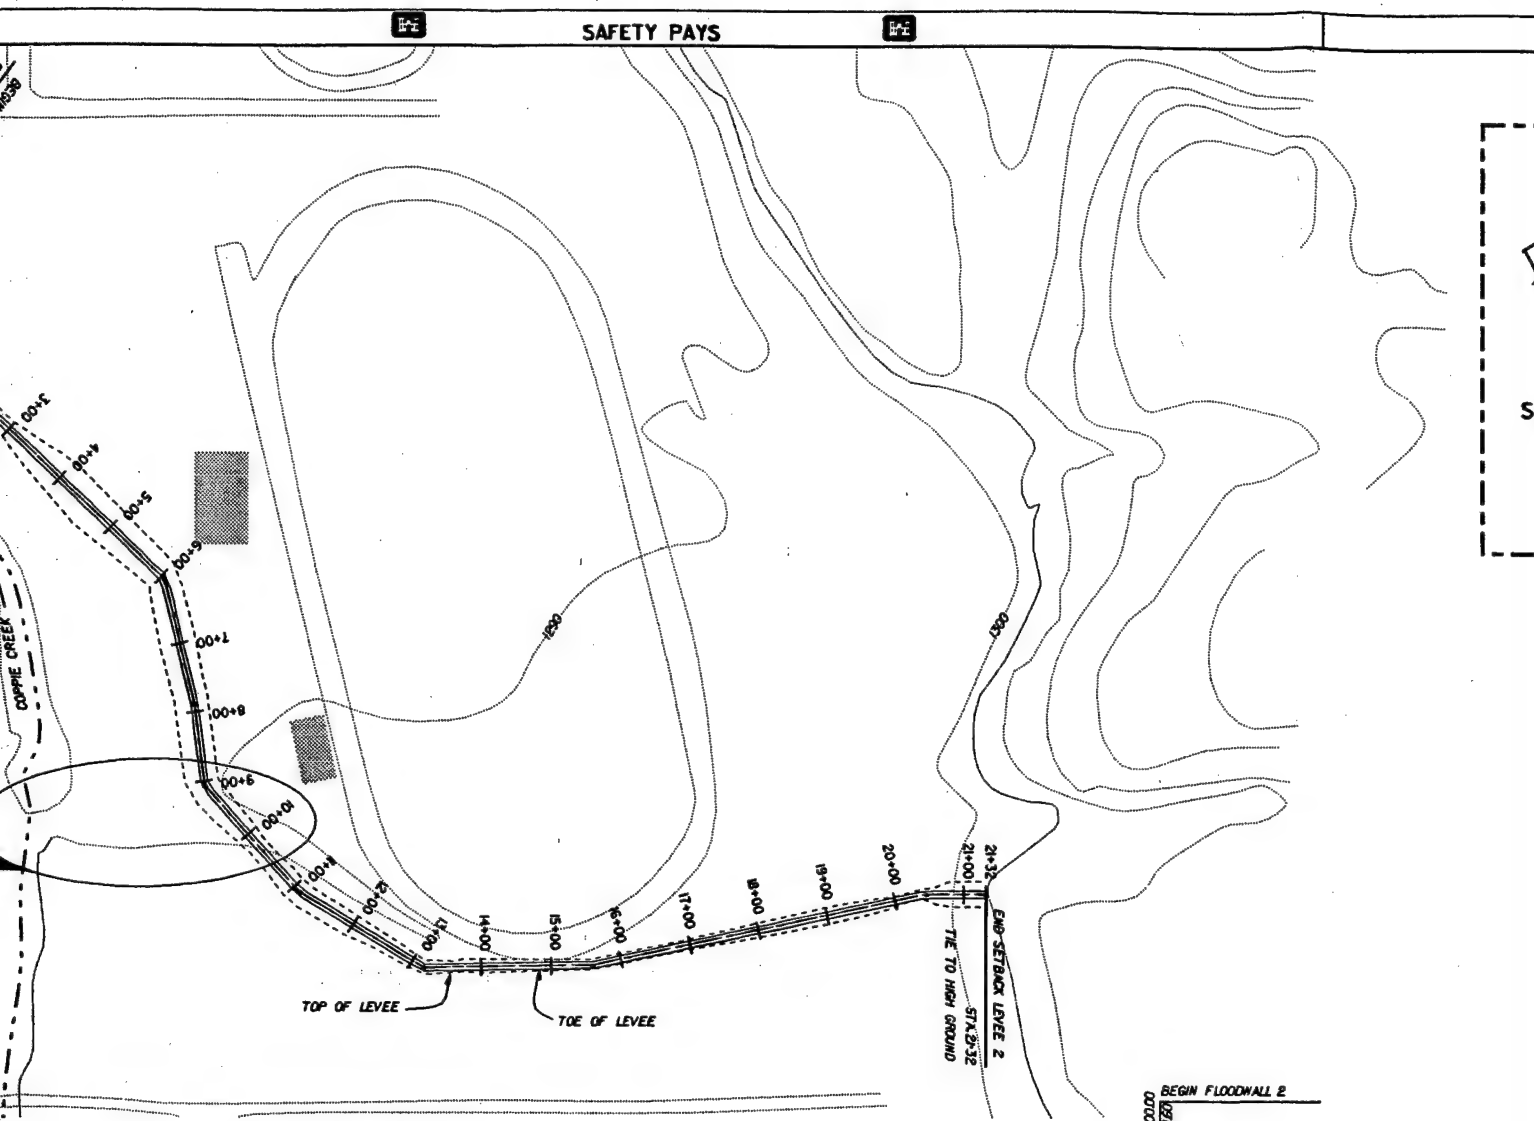 SAFETY PAYS
3+00
4+00
5+00
6+00
7+00
8+00
9+00
10+00
11+00
12+00
13+00
14+00
15+00
16+00
17+00
18+00
19+00
20+00
21+00
21+32
COPPIE CREEK
1290
1300
TOP OF LEVEE
TOE OF LEVEE
END SETBACK LEVEE 2
STA. 21+32
TIE TO HIGH GROUND
BEGIN FLOODWALL 2
S